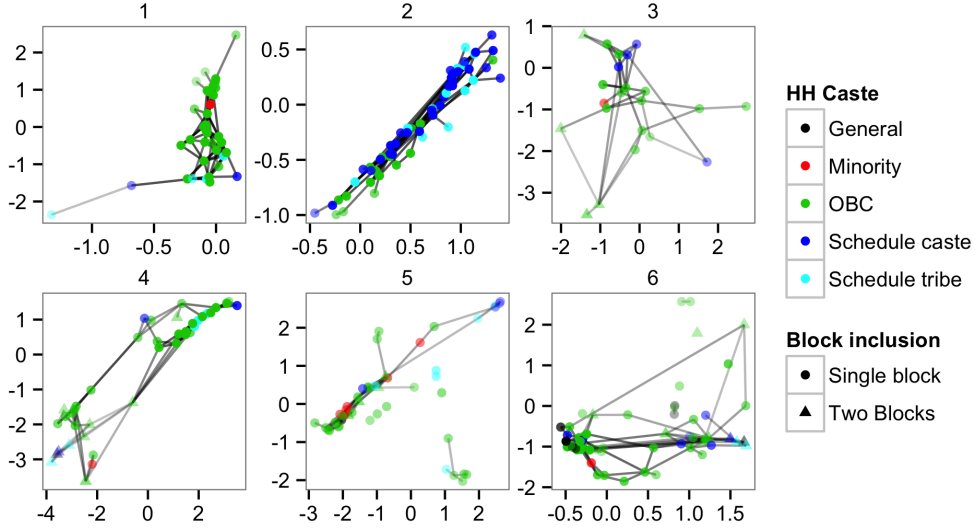 1 2 3
2 0.5 1
1 0.0 0
0 -1
-1 -0.5 -2
-2 -1.0 -3
-1.0 -0.5 0.0 -0.5 0.0 0.5 1.0 -2 -1 0 1 2
4 5 6
1 2 6
0 1 4
-1 0 2
-2 -1 0
-3 -2 -2
-4 -2 0 2 -3 -2 -1 0 1 2 -0.5 0.0 0.5 1.0 1.5
HH Caste
General
Minority
OBC
Schedule caste
Schedule tribe
Block inclusion
Single block
Two Blocks